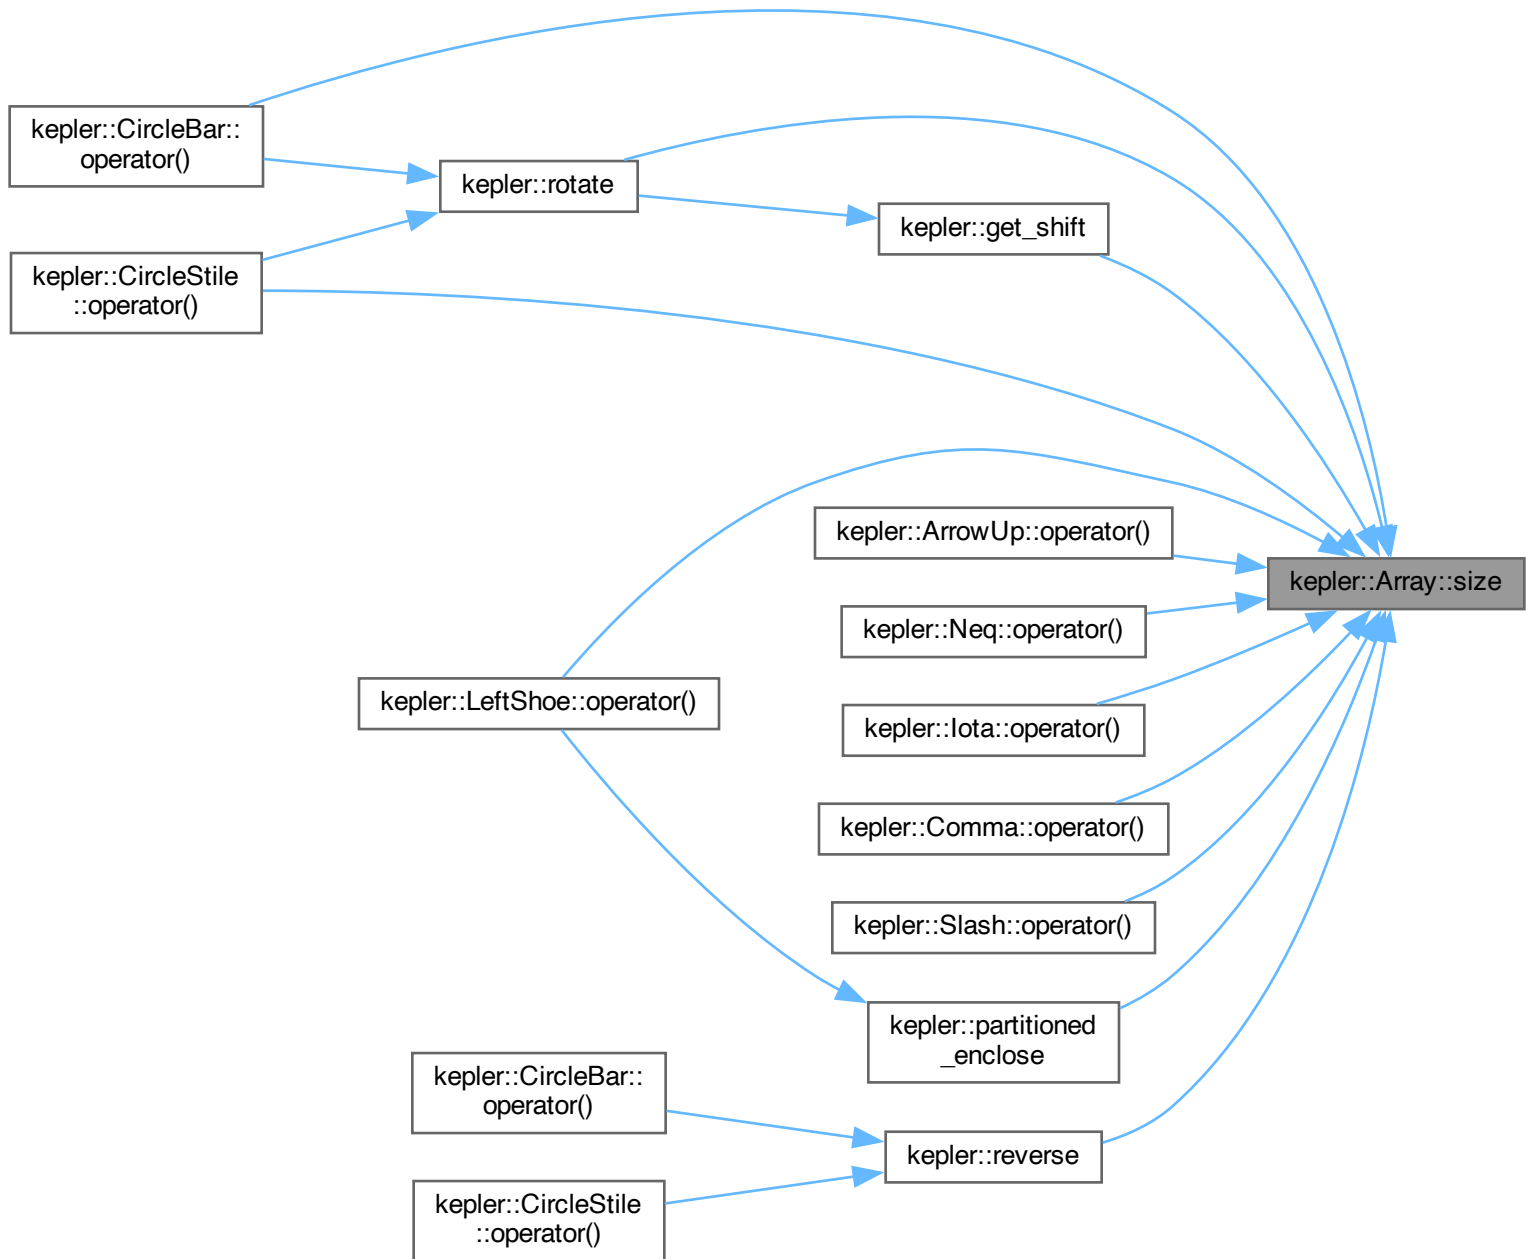 kepler::CircleBar::
operator()
kepler::rotate
kepler::get_shift
kepler::CircleStile
::operator()
kepler::ArrowUp::operator()
kepler::Array::size
kepler::Neq::operator()
kepler::LeftShoe::operator()
kepler::Iota::operator()
kepler::Comma::operator()
kepler::Slash::operator()
kepler::partitioned
_enclose
kepler::CircleBar::
operator()
kepler::reverse
kepler::CircleStile
::operator()